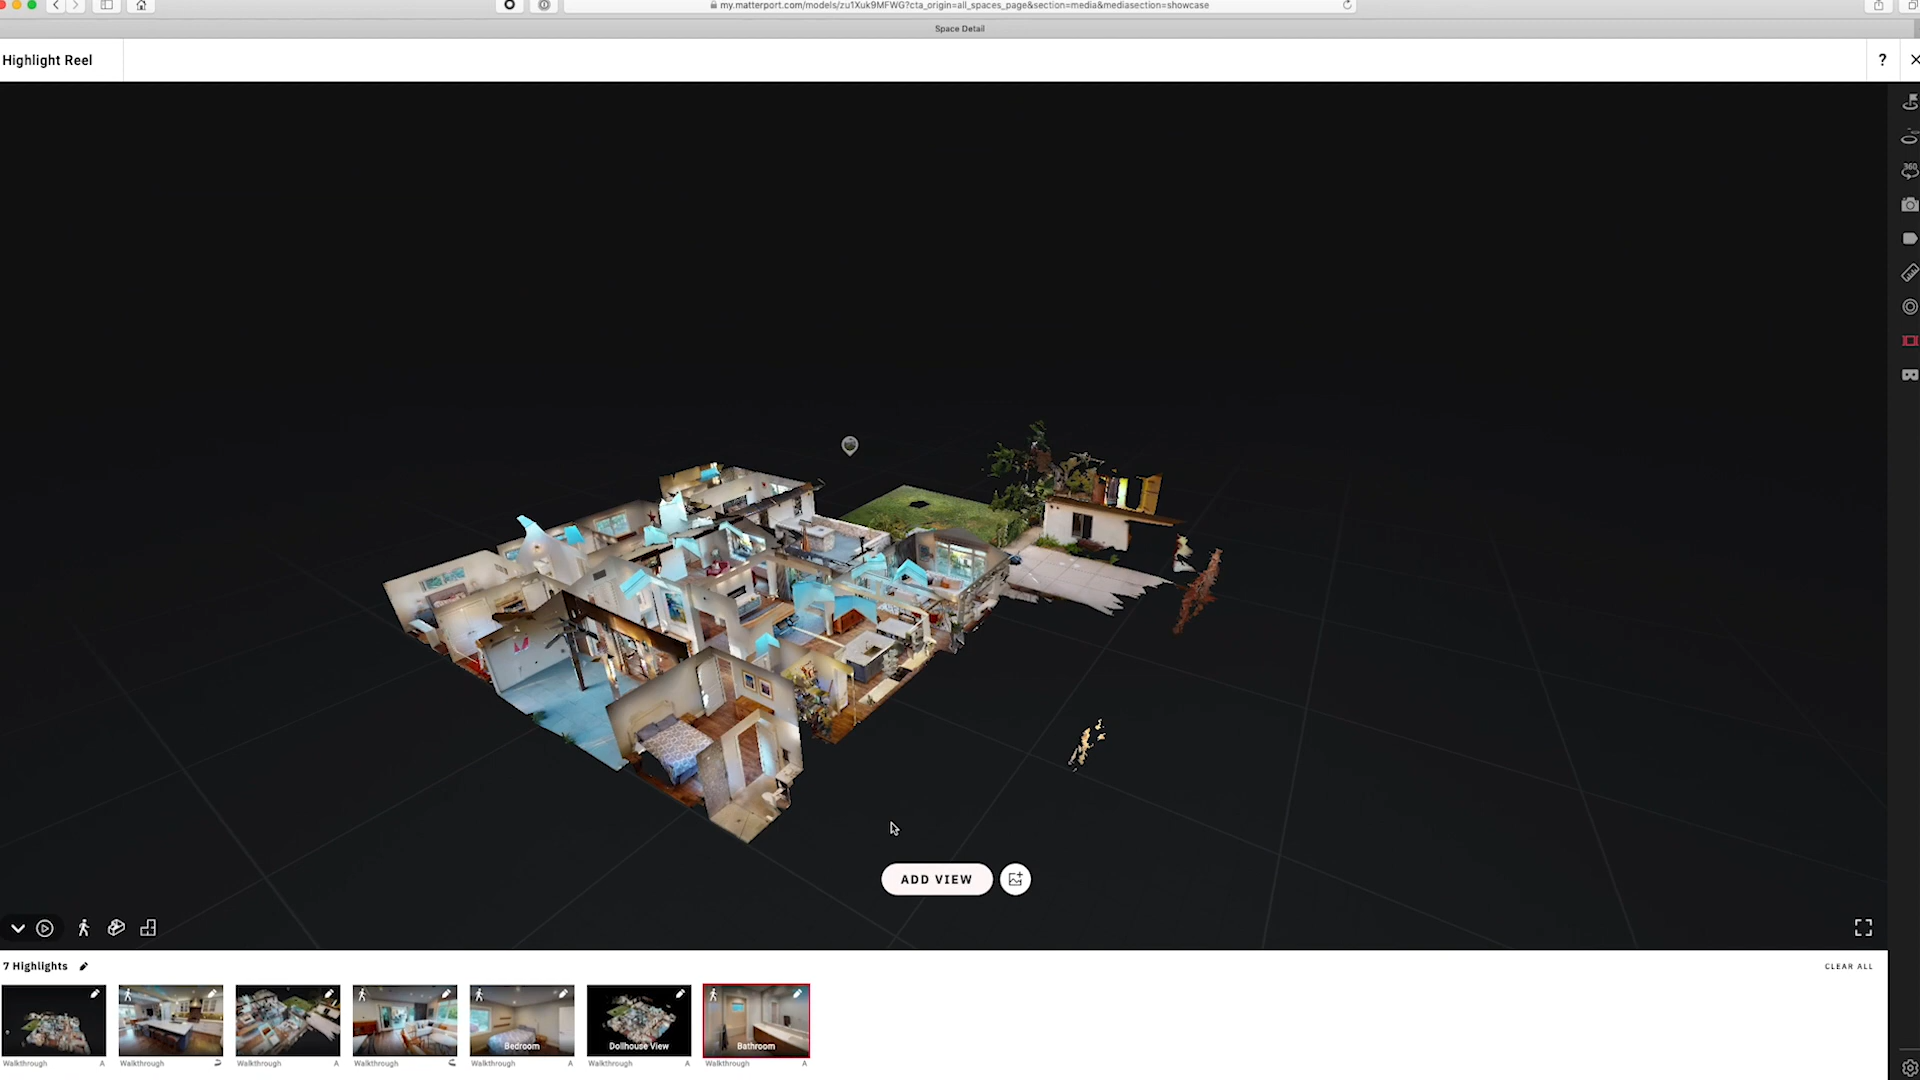 my.matterport.com/models/zu1Xuk9MFWG?cta_origin=all_spaces_page&section=media&mediasection=showcase
Space Detail
Highlight Reel
?
360
ADD VIEW
7 Highlights
CLEAR ALL
Bedroom
Dollhouse View
Bathroom
Walkthrough A
Walkthrough
Walkthrough A
Walkthrough
Walkthrough A
Walkthrough A
Walkthrough A